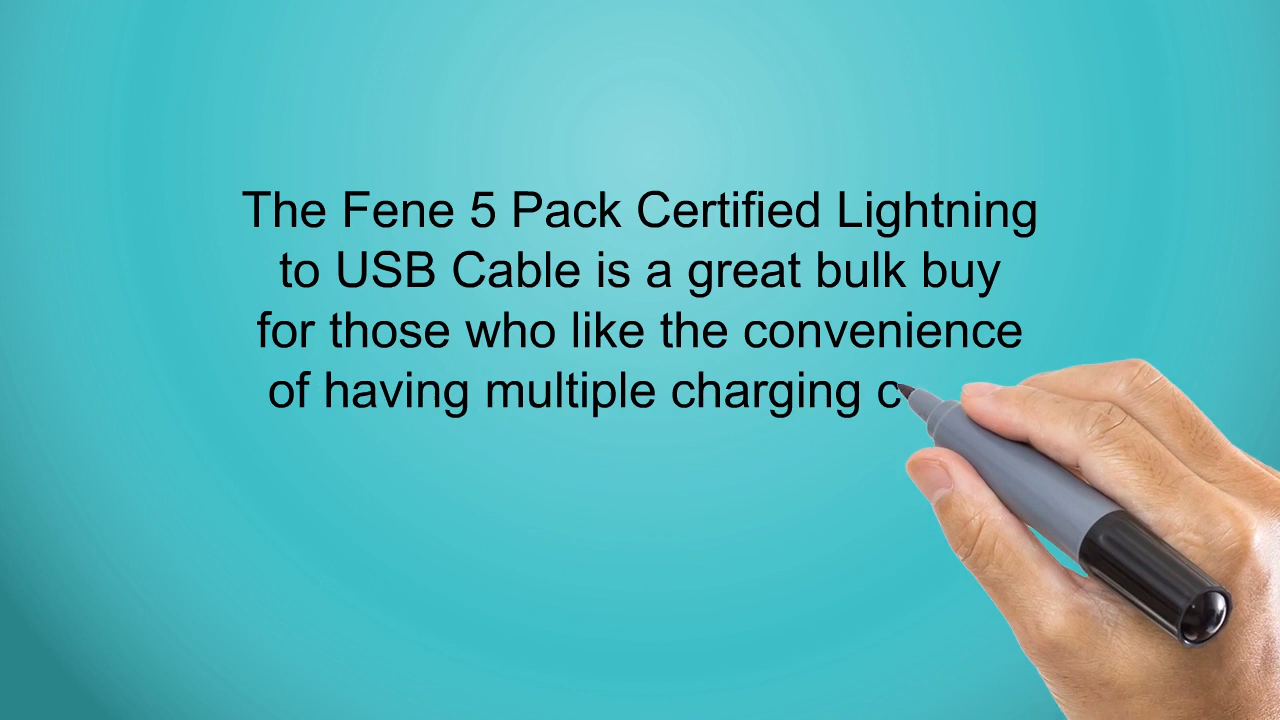 The Fene 5 Pack Certified Lightning
to USB Cable is a great bulk buy
for those who like the convenience
of having multiple charging c